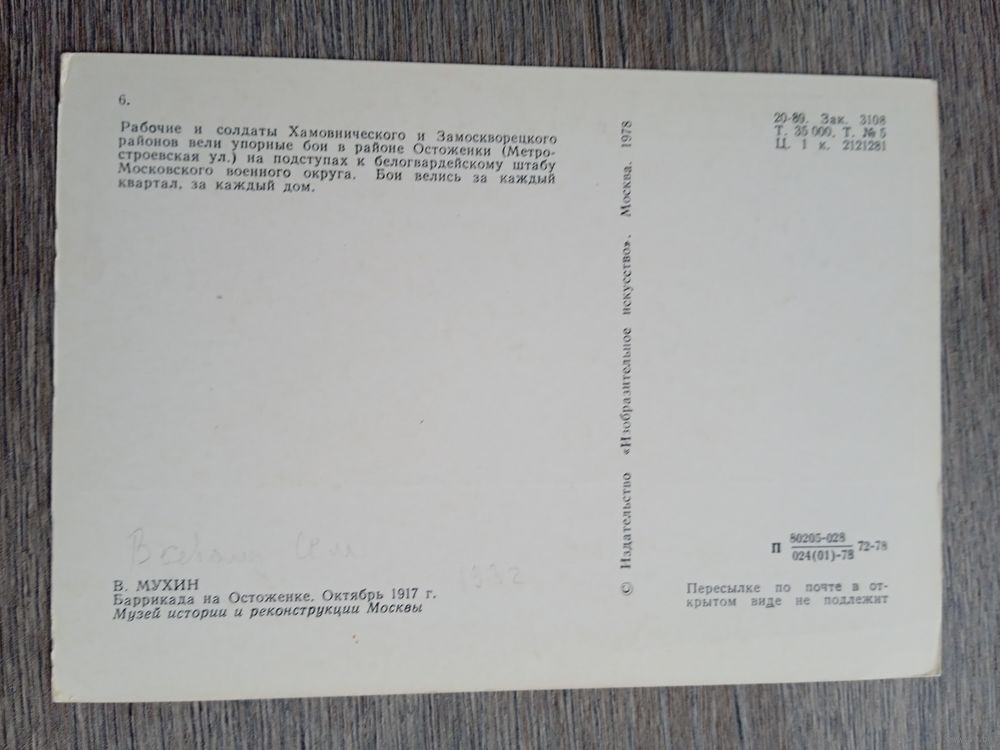 6.
Рабочие и солдаты Хамовнического и Замоскворецкого
районов вели упорные бои в районе Остоженки (Метро-
строевская ул.) на подступах к белогвардейскому штабу
Московского военного округа. Бои велись за каждый
квартал, за каждый дом.
В. МУХИН
Баррикада на Остоженке. Октябрь 1917 г.
Музей истории и реконструкции Москвы
© Издательство «Изобразительное искусство». Москва. 1978
20-89. Зак. 3108
Т. 35 000. Т. № 5
Ц. 1 к. 2121281
П 80205-028 72-78
024(01)-78
Пересылке по почте в от-
крытом виде не подлежит